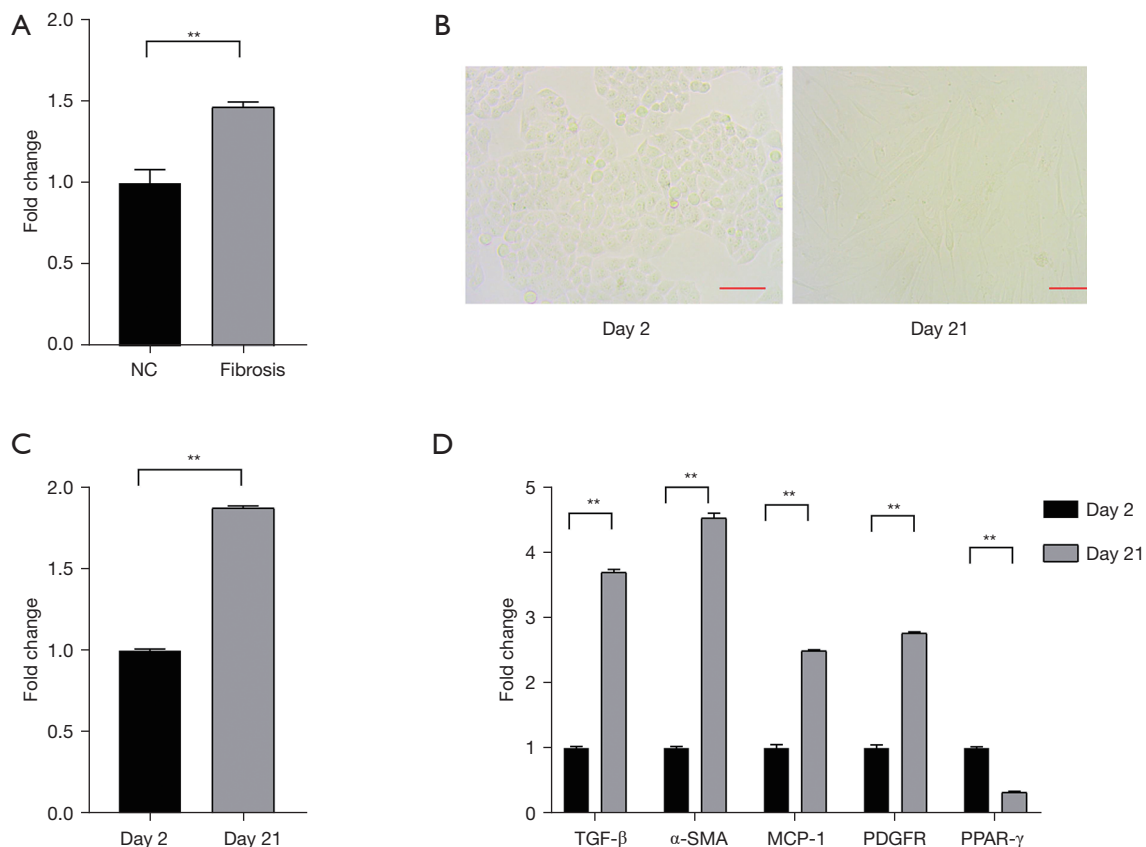 A
2.0
**
1.5
1.0
0.5
0.0
Fold change
NC Fibrosis
B
Day 2 Day 21
C
**
2.0
1.5
1.0
0.5
0.0
Fold change
Day 2 Day 21
D
5
4
3
2
1
0
Fold change
** ** ** ** **
TGF-β α-SMA MCP-1 PDGFR PPAR-γ
Day 2
Day 21